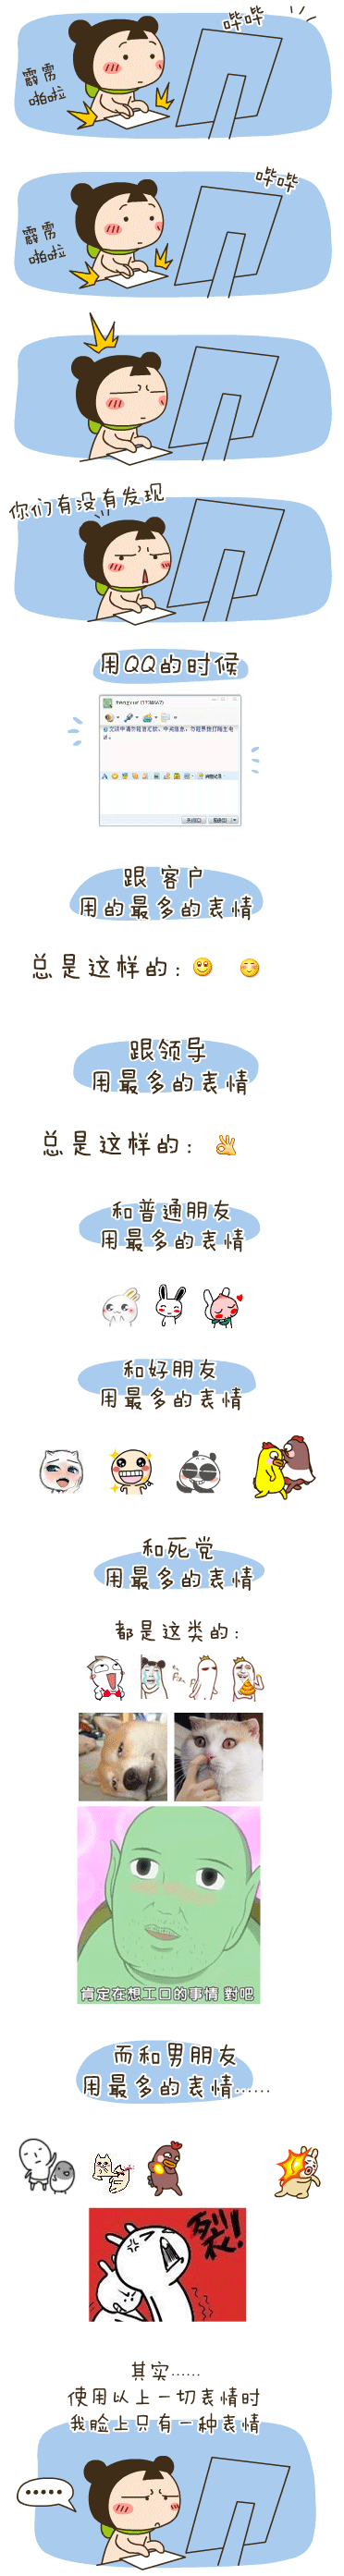 哔哔
霹雳
啪啦
哔哔
霹雳
啪啦
你们有没有发现
用QQ的时候
跟 客户
用的最多的表情
总是这样的：
跟领导
用最多的表情
总是这样的：
和普通朋友
用最多的表情
和好朋友
用最多的表情
和死党
用最多的表情
都是这类的：
肯定在想工口的事情 對吧
而和男朋友
用最多的表情……
裂!
其实……
使用以上一切表情时
我脸上只有一种表情
•••••